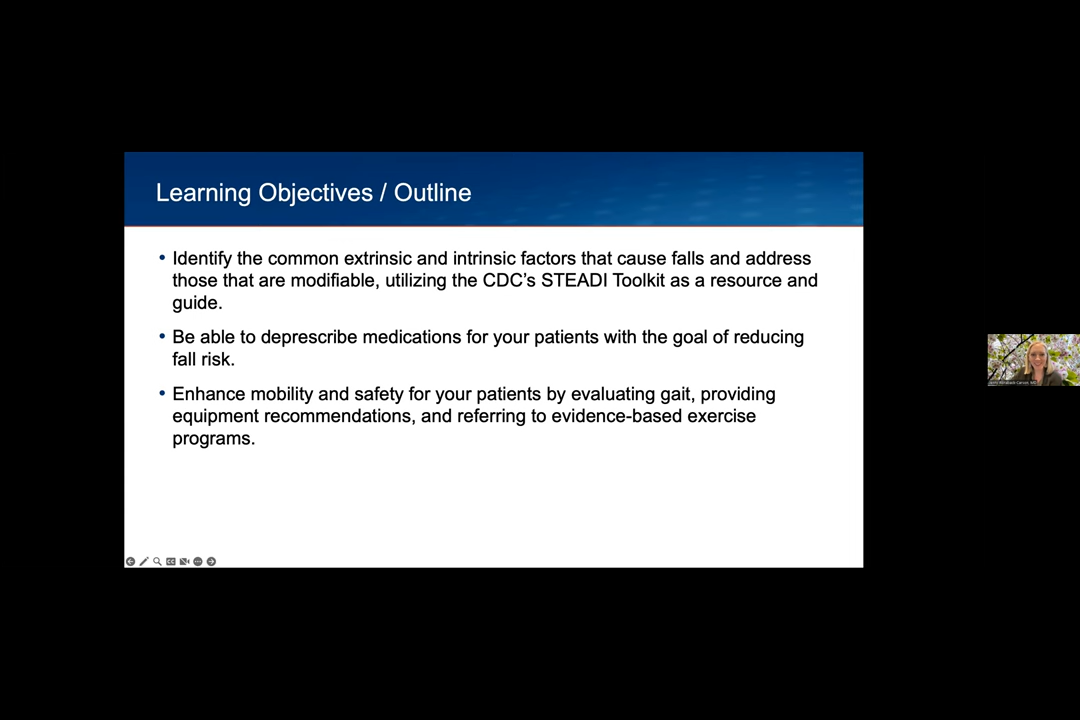 Learning Objectives / Outline
• Identify the common extrinsic and intrinsic factors that cause falls and address
those that are modifiable, utilizing the CDC’s STEADI Toolkit as a resource and
guide.
• Be able to deprescribe medications for your patients with the goal of reducing
fall risk.
• Enhance mobility and safety for your patients by evaluating gait, providing
equipment recommendations, and referring to evidence-based exercise
programs.